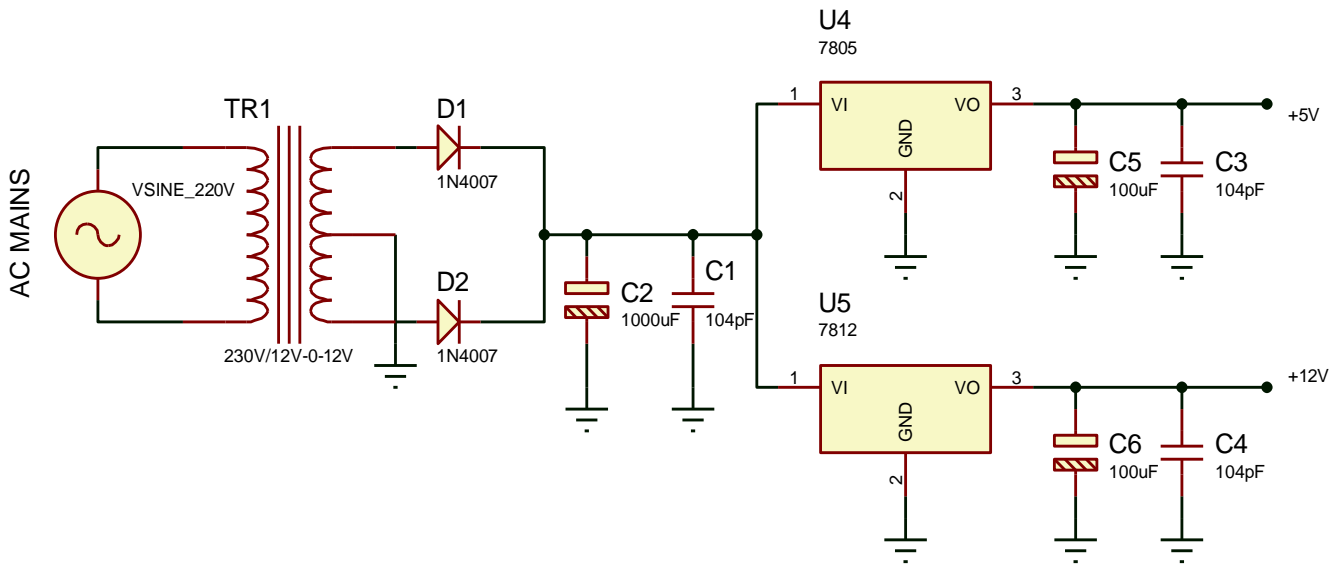 AC MAINS
VSINE_220V
TR1
230V/12V-0-12V
D1
1N4007
D2
1N4007
C2
1000uF
C1
104pF
U4
7805
1
VI
VO
3
GND
2
+5V
C5
100uF
C3
104pF
U5
7812
1
VI
VO
3
GND
2
+12V
C6
100uF
C4
104pF